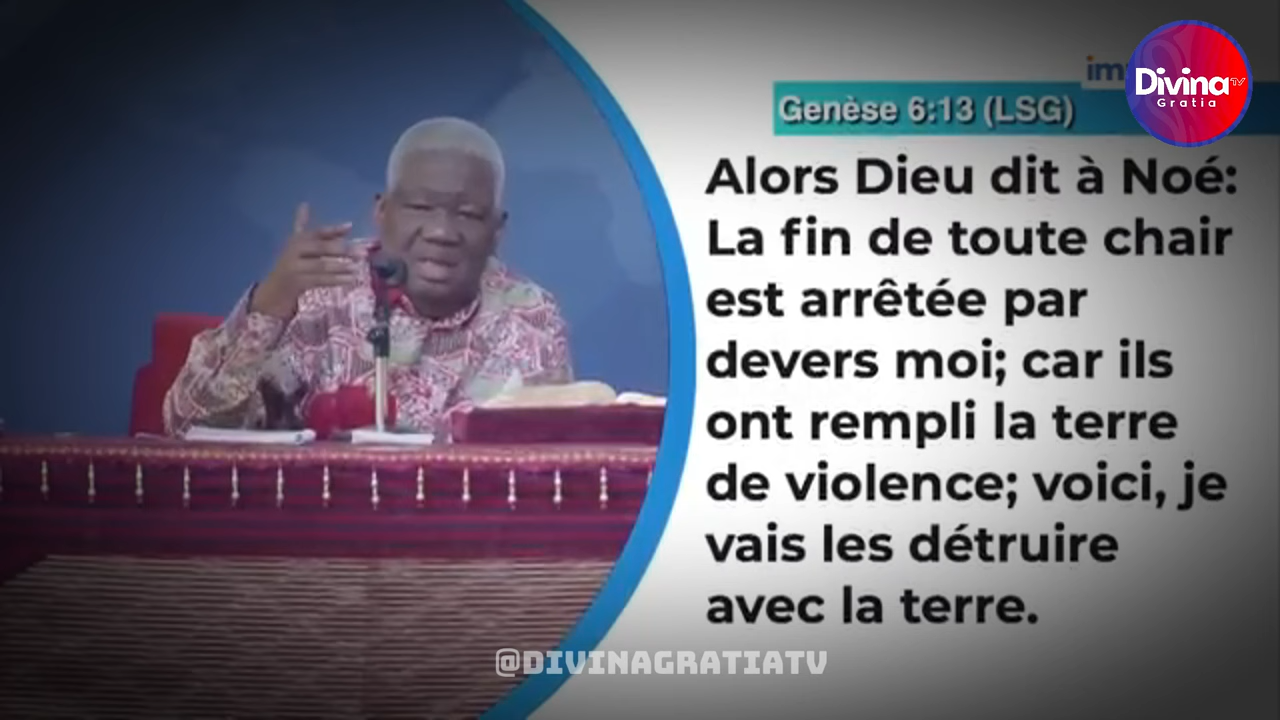 im
Divina TV
Gratia
Genèse 6:13 (LSG)
Alors Dieu dit à Noé:
La fin de toute chair
est arrêtée par
devers moi; car ils
ont rempli la terre
de violence; voici, je
vais les détruire
avec la terre.
@DIVINAGRATIATV